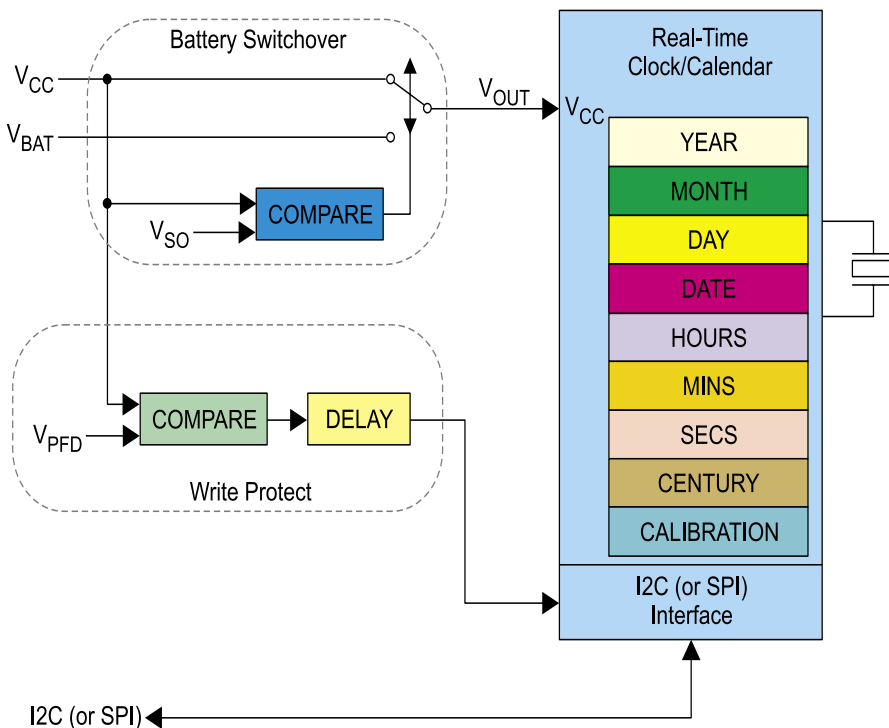 Battery Switchover
VCC
VBAT
VSO
COMPARE
VOUT
Real-Time
Clock/Calendar
VCC
YEAR
MONTH
DAY
DATE
HOURS
MINS
SECS
CENTURY
CALIBRATION
I2C (or SPI)
Interface
VPFD
COMPARE
DELAY
Write Protect
I2C (or SPI)